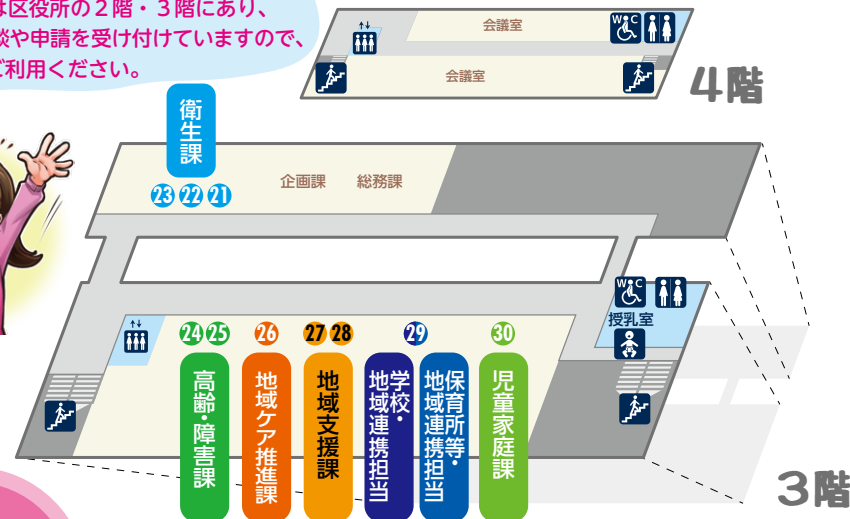 は区役所の２階・３階にあり、
談や申請を受け付けていますので、
ご利用ください。
会議室
会議室
WC
4階
衛生課
23 22 21
企画課 総務課
WC
授乳室
24 25
26
27 28
29
30
高齢・障害課
地域ケア推進課
地域支援課
学校・地域連携担当
保育所等・地域連携担当
児童家庭課
3階